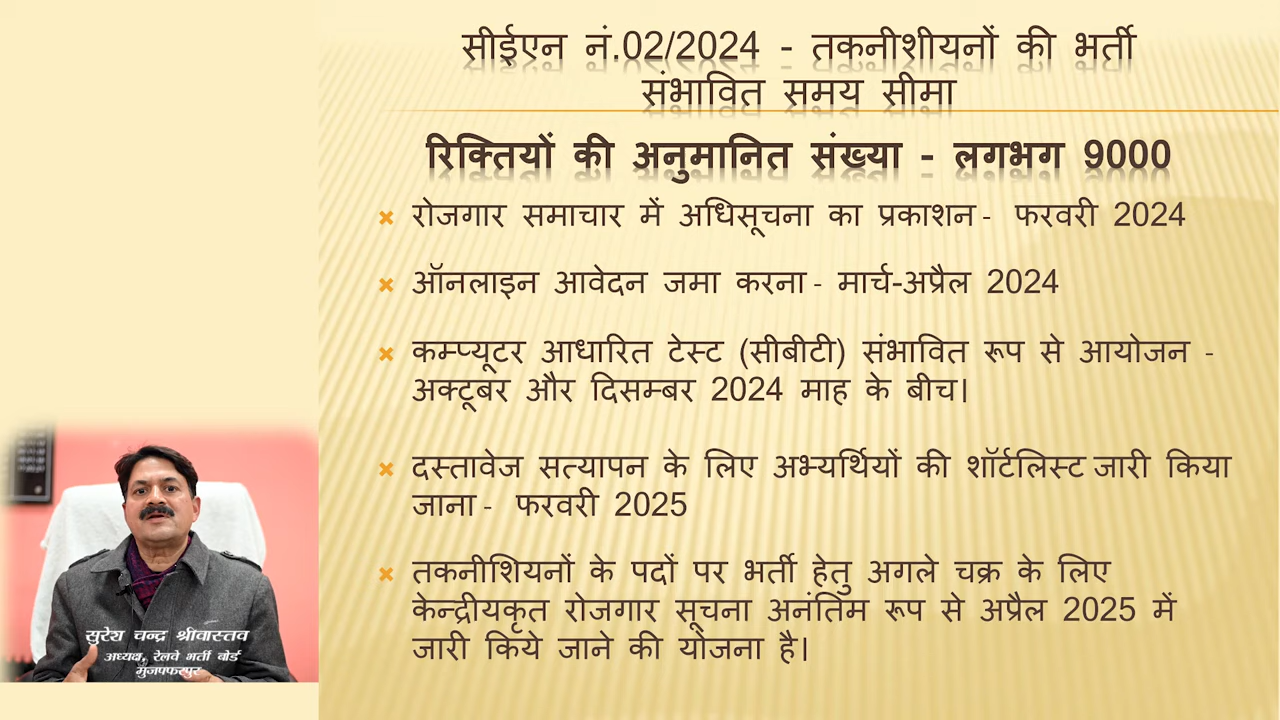 सीईएन नं.02/2024 - तकनीशीयनों की भर्ती
संभावित समय सीमा
रिक्तियों की अनुमानित संख्या - लगभग 9000
रोजगार समाचार में अधिसूचना का प्रकाशन - फरवरी 2024
ऑनलाइन आवेदन जमा करना - मार्च-अप्रैल 2024
कम्प्यूटर आधारित टेस्ट (सीबीटी) संभावित रूप से आयोजन -
अक्टूबर और दिसम्बर 2024 माह के बीच।
दस्तावेज सत्यापन के लिए अभ्यर्थियों की शॉर्टलिस्ट जारी किया
जाना - फरवरी 2025
तकनीशियनों के पदों पर भर्ती हेतु अगले चक्र के लिए
केन्द्रीयकृत रोजगार सूचना अनंतिम रूप से अप्रैल 2025 में
जारी किये जाने की योजना है।
सुरेश चन्द्र श्रीवास्तव
अध्यक्ष, रेलवे भर्ती बोर्ड
मुजफ्फरपुर